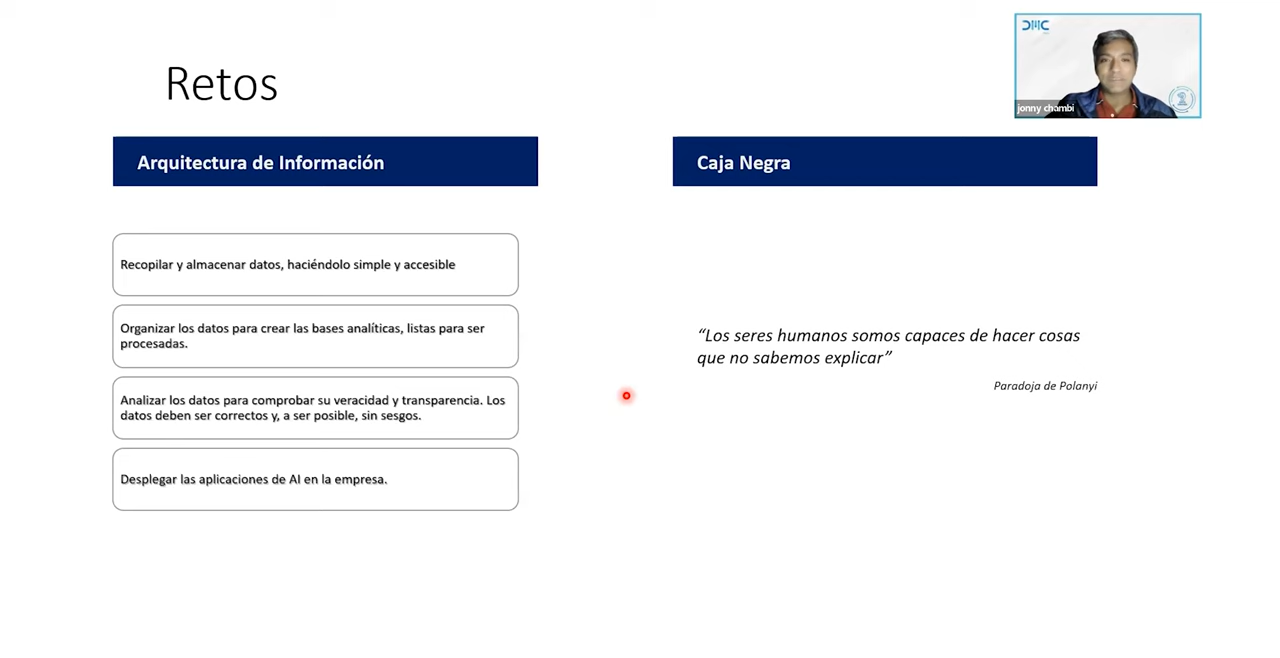 DMC
jonny chambi
Retos
Arquitectura de Información
Recopilar y almacenar datos, haciéndolo simple y accesible
Organizar los datos para crear las bases analíticas, listas para ser
procesadas.
Analizar los datos para comprobar su veracidad y transparencia. Los
datos deben ser correctos y, a ser posible, sin sesgos.
Desplegar las aplicaciones de AI en la empresa.
Caja Negra
“Los seres humanos somos capaces de hacer cosas
que no sabemos explicar”
Paradoja de Polanyi